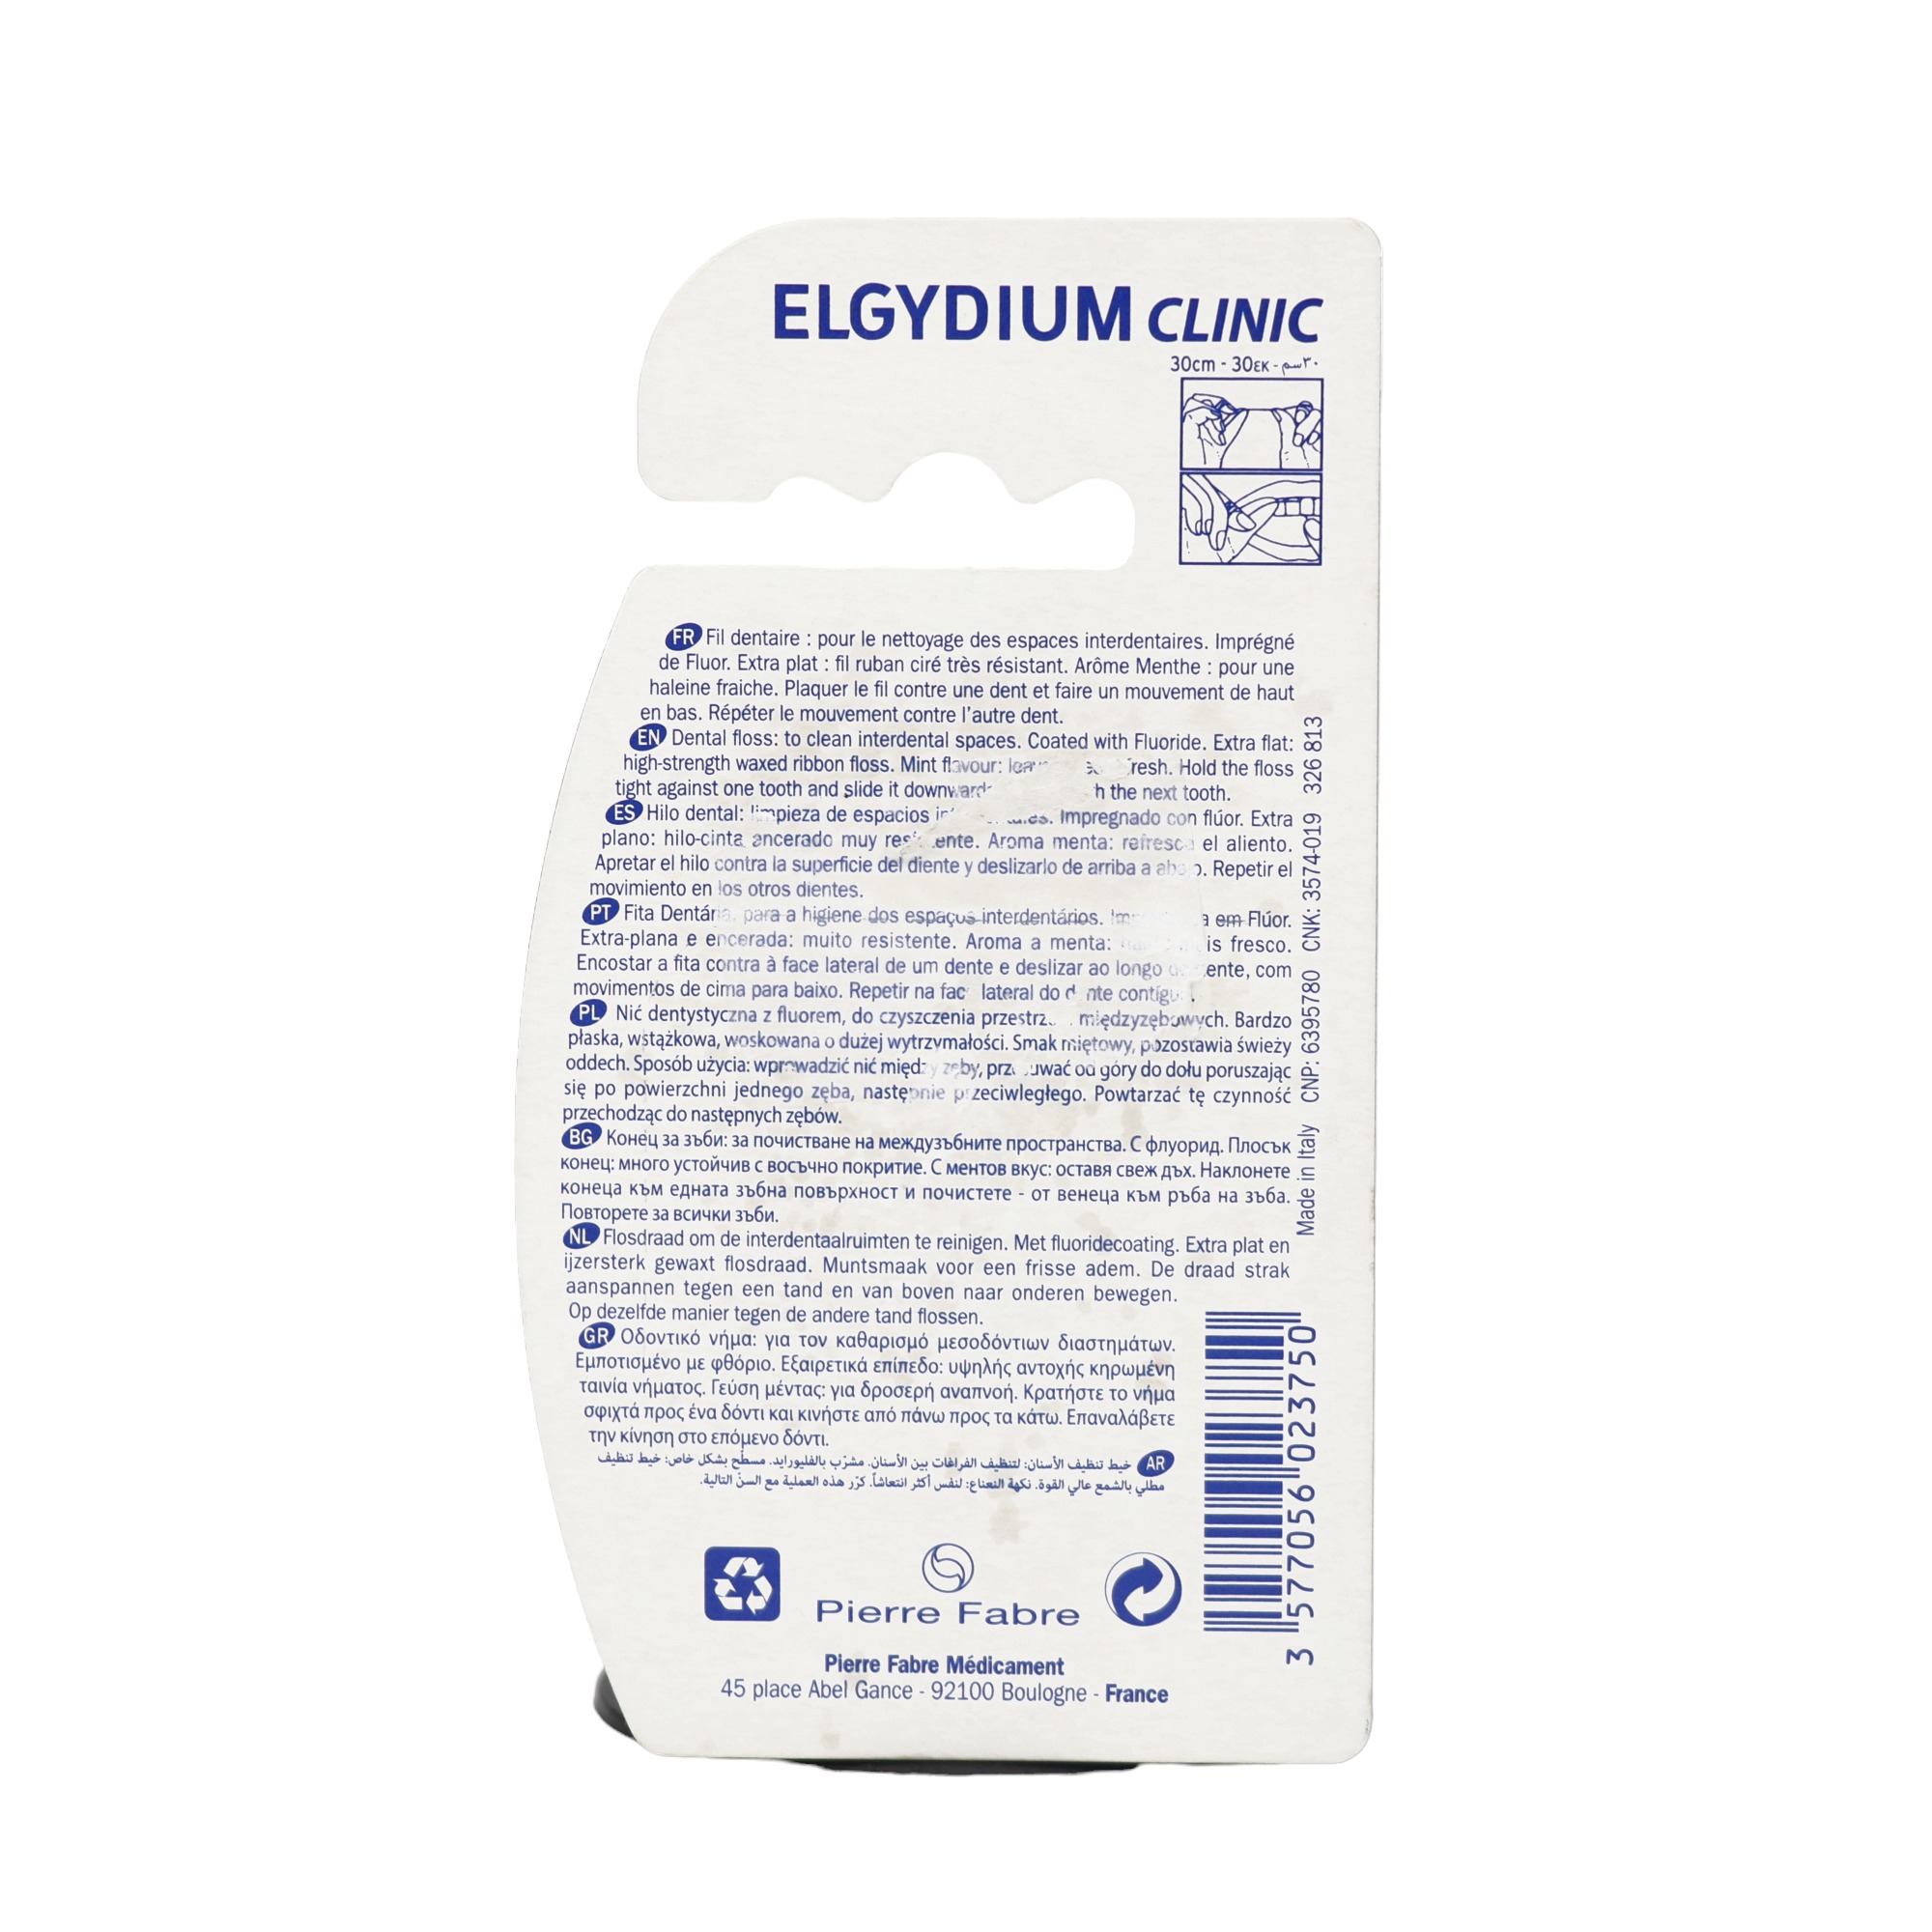 ELGYDIUM CLINIC
30cm - 30εκ - ٣٠سم
FR Fil dentaire : pour le nettoyage des espaces interdentaires. Imprégné
de Fluor. Extra plat : fil ruban ciré très résistant. Arôme Menthe : pour une
haleine fraiche. Plaquer le fil contre une dent et faire un mouvement de haut
en bas. Répéter le mouvement contre l'autre dent.
EN Dental floss: to clean interdental spaces. Coated with Fluoride. Extra flat:
high-strength waxed ribbon floss. Mint flavour: Hold the floss
tight against one tooth and slide it the next tooth.
ES Hilo dental: limpieza de espacios Impregnado con flúor. Extra
plano: hilo-cinta encerado muy Aroma menta: refresca el aliento.
Apretar el hilo contra la superficie del diente y deslizarlo de arriba a abajo. Repetir el
movimiento en los otros dientes.
PT Fita Dentária, para a higiene dos espaços interdentários. em Flúor.
Extra-plana e encerada: muito resistente. Aroma a menta: fresco.
Encostar a fita contra à face lateral de um dente e deslizar ao longo com
movimentos de cima para baixo. Repetir na face lateral do dente contíguo.
PL Nić dentystyczna z fluorem, do czyszczenia międzyzębowych. Bardzo
płaska, wstążkowa, woskowana o dużej wytrzymałości. Smak miętowy, pozostawia świeży
oddech. Sposób użycia: wprowadzić nić między zęby, od góry do dołu poruszając
się po powierzchni jednego zęba, następnie przeciwległego. Powtarzać tę czynność
przechodząc do następnych zębów.
BG Конец за зъби: за почистване на междузъбните пространства. С флуорид. Плосък
конец: много устойчив с восъчно покритие. С ментов вкус: оставя свеж дъх. Наклонете
конеца към едната зъбна повърхност и почистете - от венеца към ръба на зъба.
Повторете за всички зъби.
NL Flosdraad om de interdentaalruimten te reinigen. Met fluoridecoating. Extra plat en
ijzersterk gewaxt flosdraad. Muntsmaak voor een frisse adem. De draad strak
aanspannen tegen een tand en van boven naar onderen bewegen.
Op dezelfde manier tegen de andere tand flossen.
GR Οδοντικό νήμα: για τον καθαρισμό μεσοδόντιων διαστημάτων.
Εμποτισμένο με φθόριο. Εξαιρετικά επίπεδο: υψηλής αντοχής κηρωμένη
ταινία νήματος. Γεύση μέντας: για δροσερή αναπνοή. Κρατήστε το νήμα
σφιχτά προς ένα δόντι και κινήστε από πάνω προς τα κάτω. Επαναλάβετε
την κίνηση στο επόμενο δόντι.
AR خيط تنظيف الأسنان: لتنظيف الفراغات بين الأسنان. مشرّب بالفليورايد. مسطّح بشكل خاص: خيط تنظيف
مطلي بالشمع عالي القوة. نكهة النعناع: لنفس أكثر انتعاشاً. كرّر هذه العملية مع السنّ التالية.
Made in Italy CNP: 6395780 CNK: 3574-019 326 813
3 577056 023750
Pierre Fabre
Pierre Fabre Médicament
45 place Abel Gance - 92100 Boulogne - France